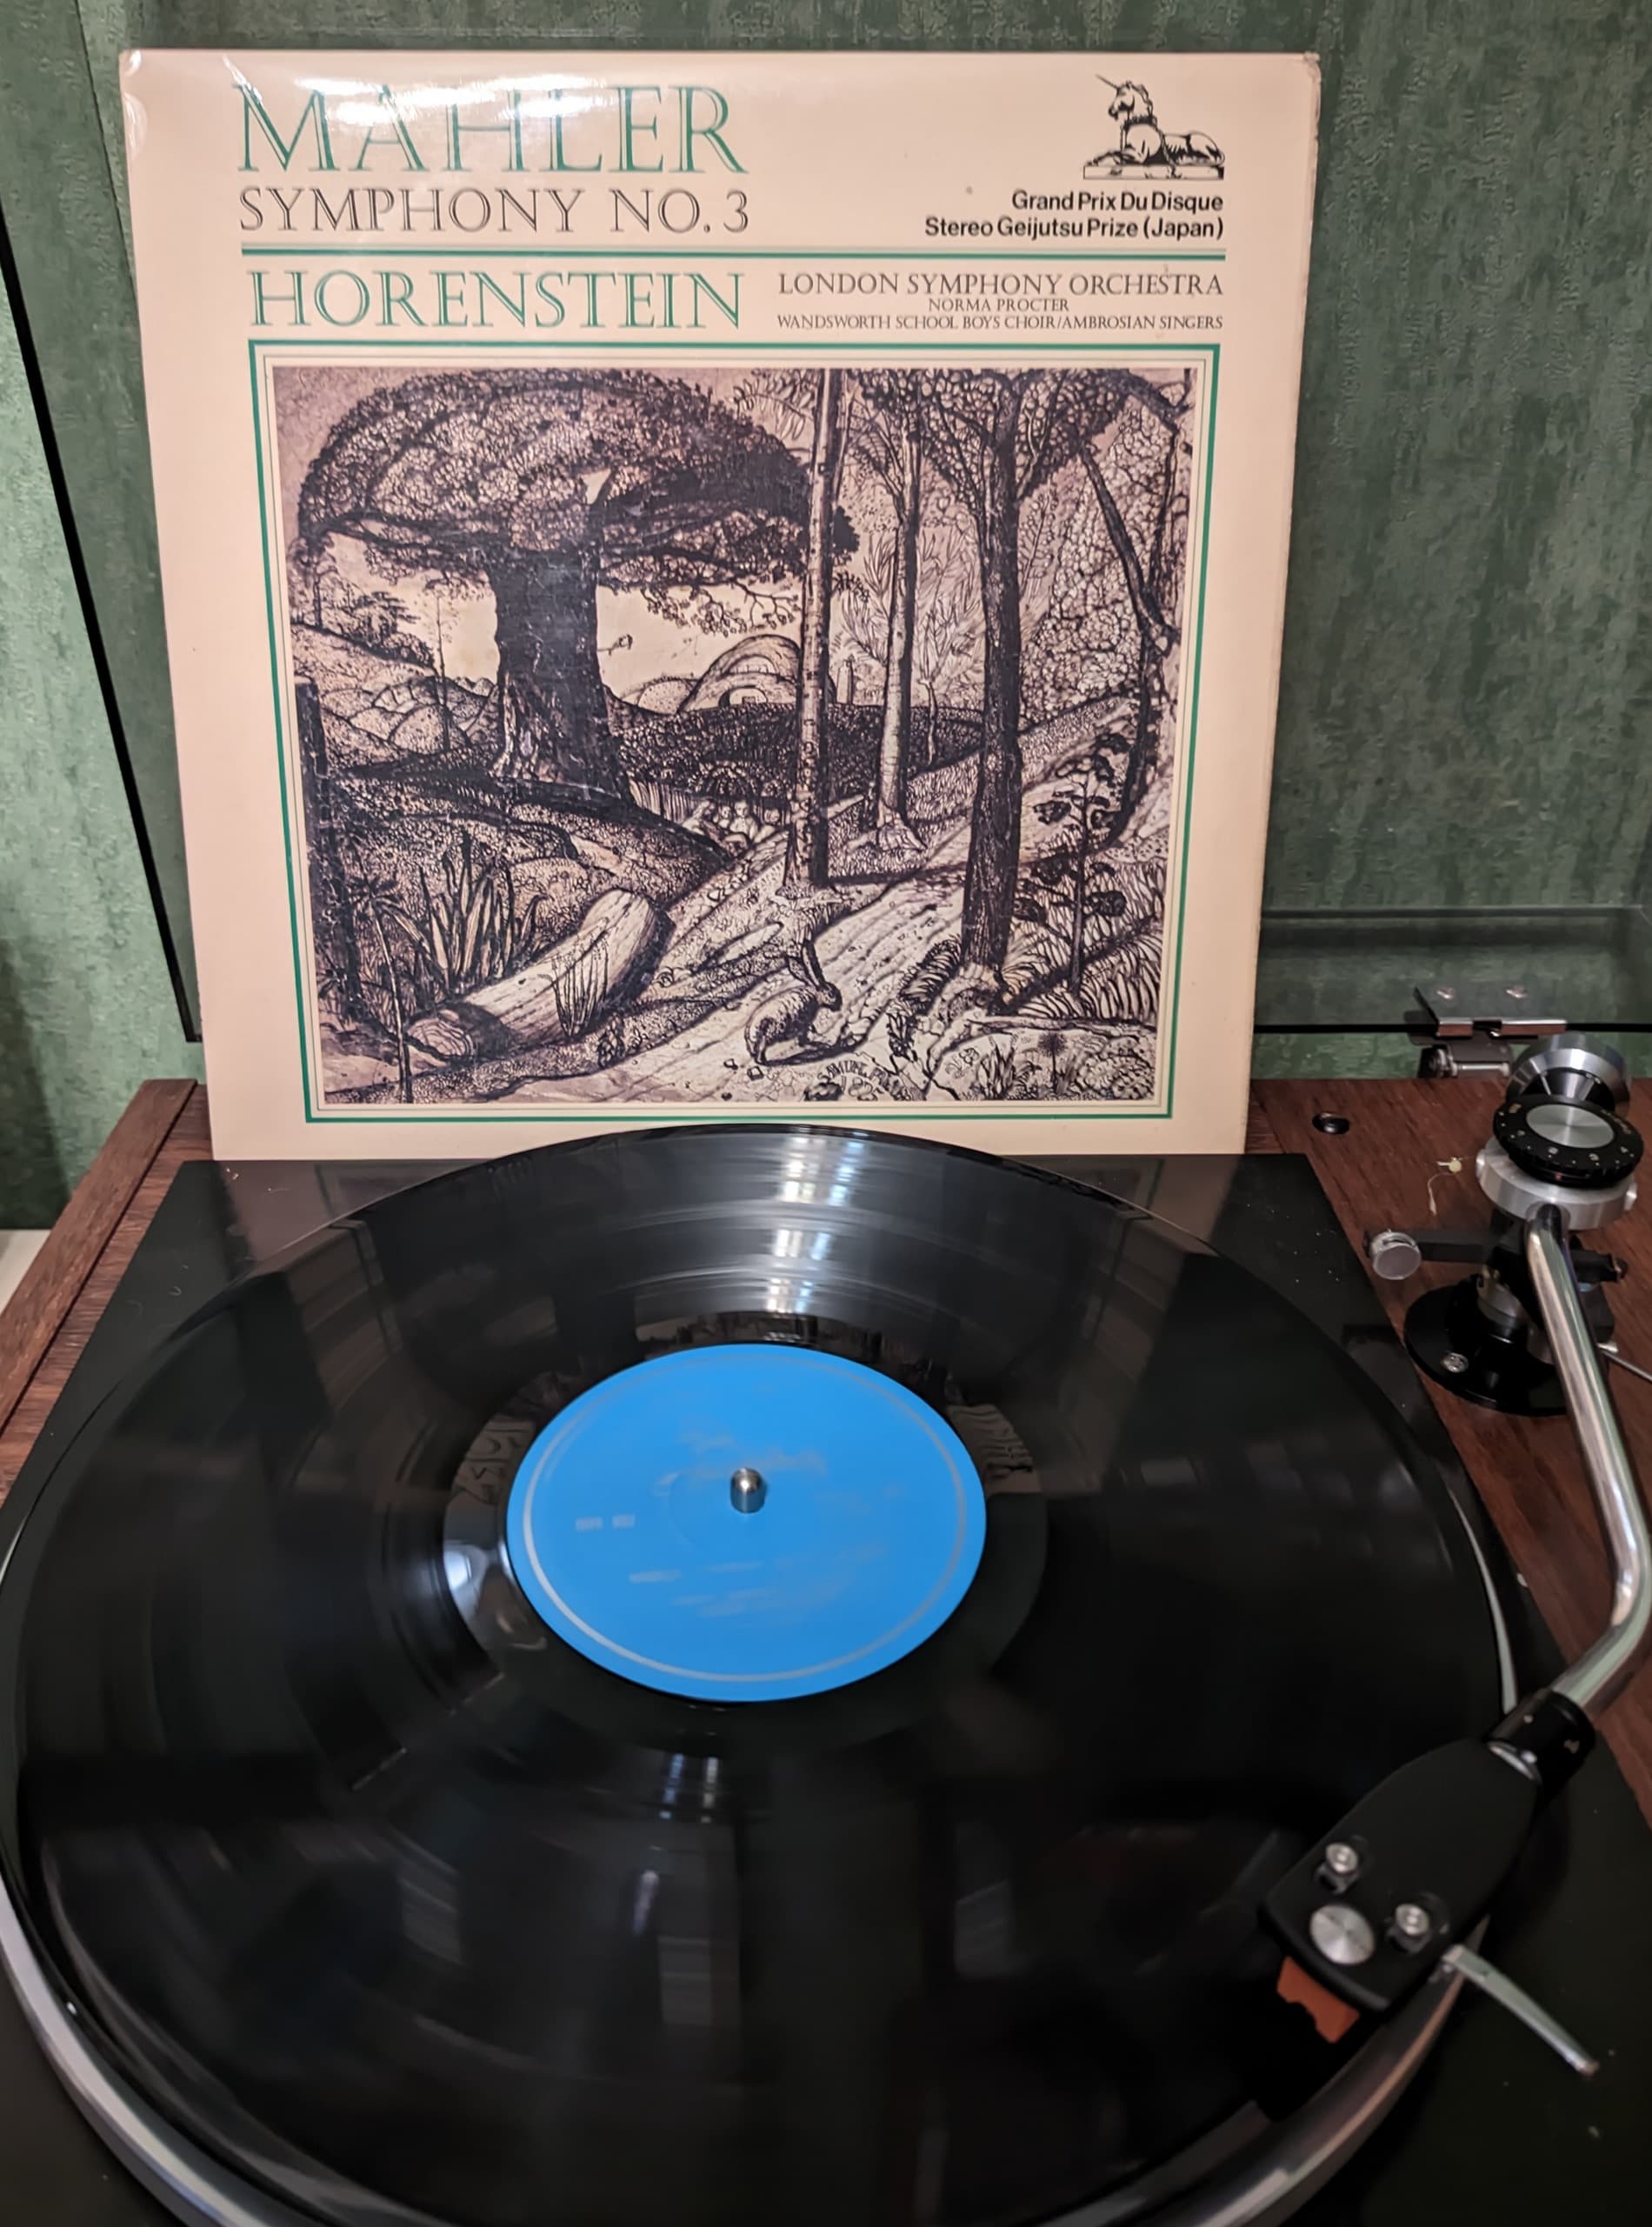 MAHLER
SYMPHONY NO. 3
Grand Prix Du Disque
Stereo Geijutsu Prize (Japan)
HORENSTEIN
LONDON SYMPHONY ORCHESTRA
NORMA PROCTER
WANDSWORTH SCHOOL BOYS CHOIR/AMBROSIAN SINGERS
SAMUEL